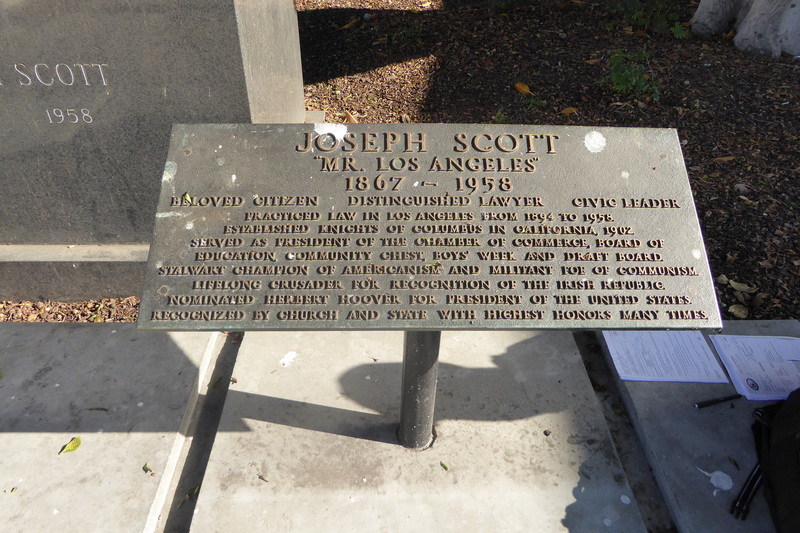 SCOTT
1958
JOSEPH SCOTT
"MR. LOS ANGELES"
1867 - 1958
BELOVED CITIZEN DISTINGUISHED LAWYER CIVIC LEADER
PRACTICED LAW IN LOS ANGELES FROM 1894 TO 1958.
ESTABLISHED KNIGHTS OF COLUMBUS IN CALIFORNIA, 1902.
SERVED AS PRESIDENT OF THE CHAMBER OF COMMERCE, BOARD OF
EDUCATION, COMMUNITY CHEST, BOYS' WEEK AND DRAFT BOARD.
STALWART CHAMPION OF AMERICANISM AND MILITANT FOE OF COMMUNISM.
LIFELONG CRUSADER FOR RECOGNITION OF THE IRISH REPUBLIC.
NOMINATED HERBERT HOOVER FOR PRESIDENT OF THE UNITED STATES.
RECOGNIZED BY CHURCH AND STATE WITH HIGHEST HONORS MANY TIMES.